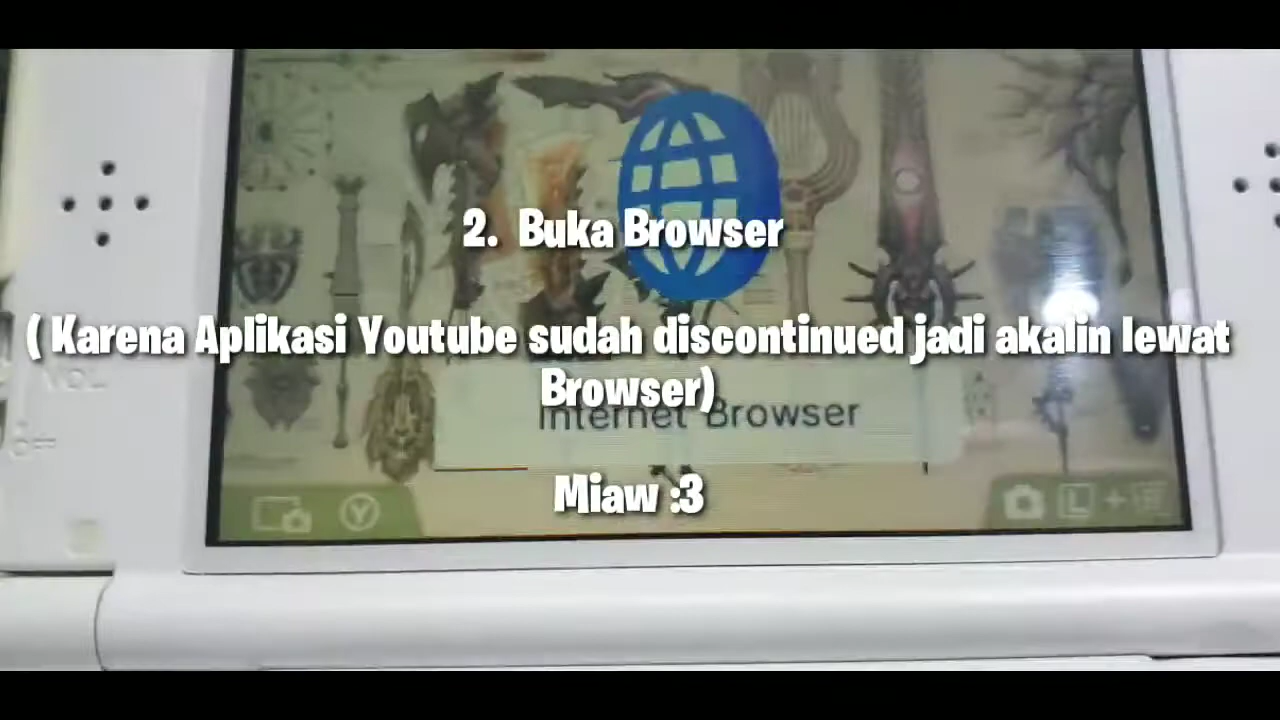 2. Buka Browser
( Karena Aplikasi Youtube sudah discontinued jadi akalin lewat
Browser)
Internet Browser
Miaw :3
Y
L +